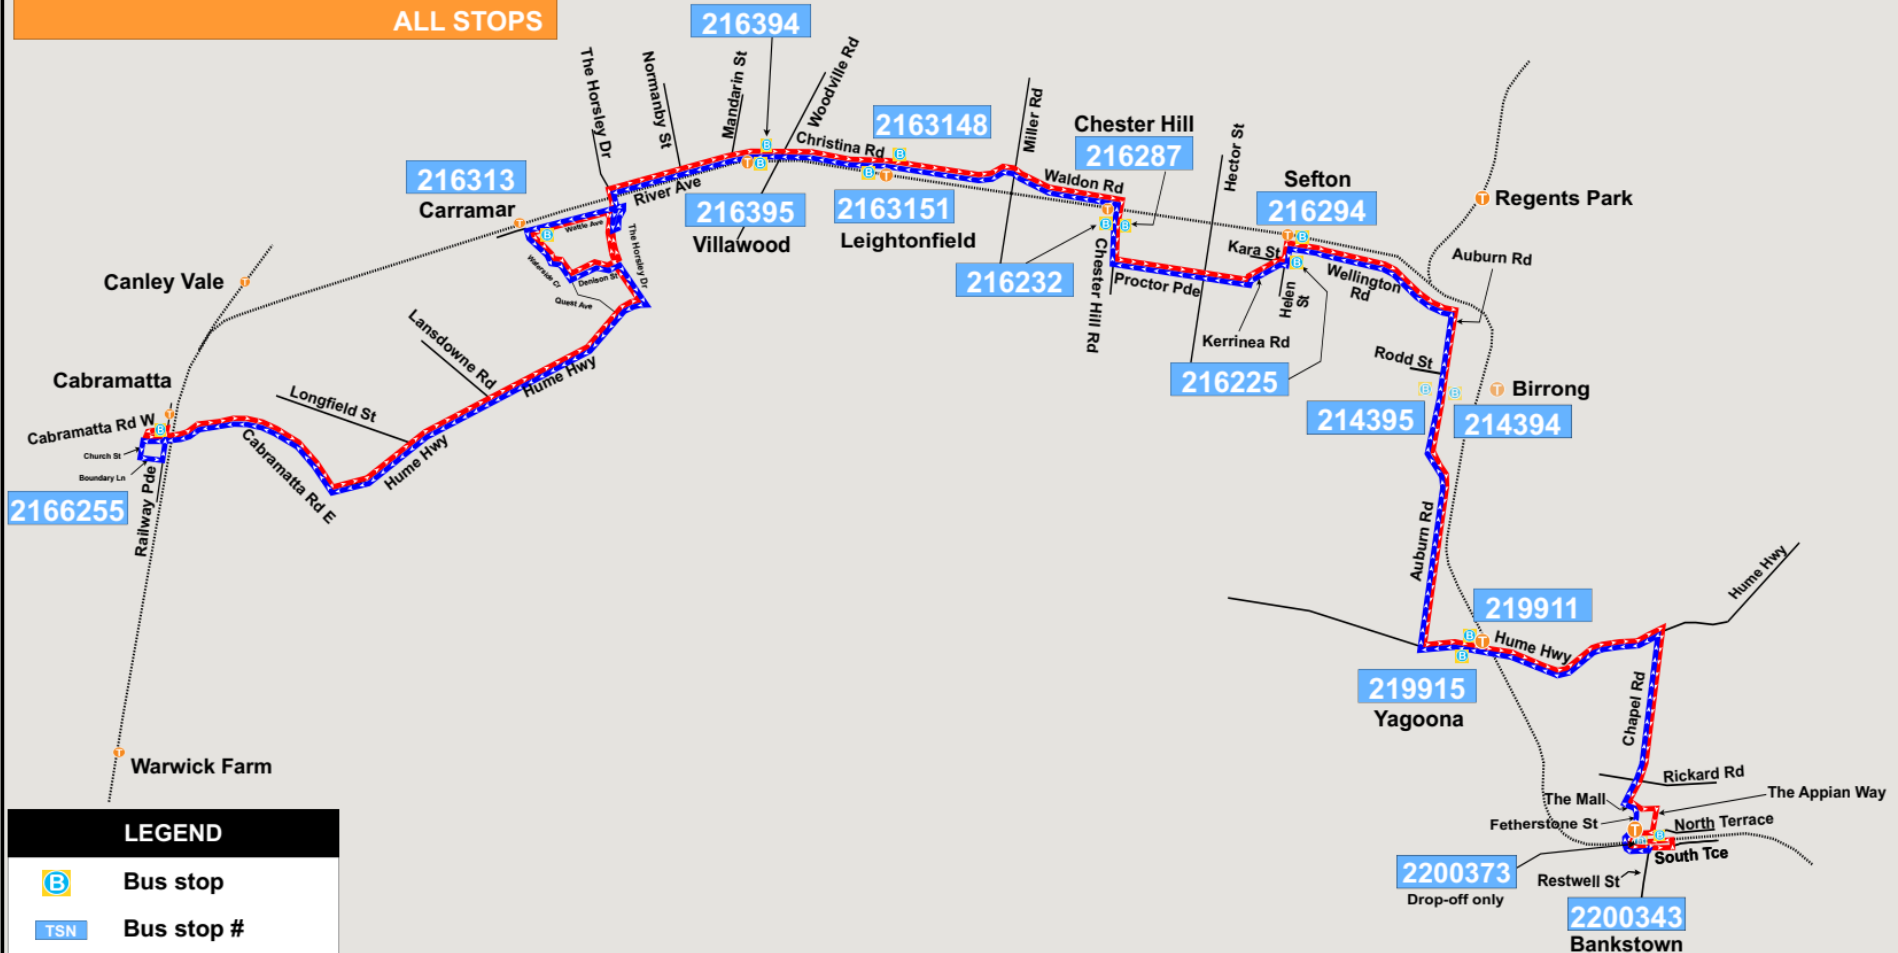 ALL STOPS
216394
The Horsley Dr
Normanby St
Mandarin St
Woodville Rd
Christina Rd
2163148
Miller Rd
Chester Hill
216287
Hector St
Sefton
216294
Regents Park
Auburn Rd
216313
Carramar
River Ave
216395
Villawood
2163151
Leightonfield
Waldon Rd
216232
Chester Hill Rd
Proctor Pde
Kara St
Helen St
Wellington
Rd
Kerrinea Rd
216225
Rodd St
Birrong
214395
214394
Wattle Ave
Waterside Cr
Denison St
The Horsley Dr
Quest Ave
Canley Vale
Lansdowne Rd
Hume Hwy
Longfield St
Hume Hwy
Cabramatta
Cabramatta Rd W
Church St
Boundary Ln
2166255
Railway Pde
Cabramatta Rd E
Warwick Farm
Auburn Rd
219911
Hume Hwy
Hume Hwy
219915
Yagoona
Chapel Rd
Rickard Rd
The Mall
The Appian Way
Fetherstone St
North Terrace
South Tce
2200373
Drop-off only
Restwell St
2200343
Bankstown
LEGEND
B Bus stop
TSN Bus stop #